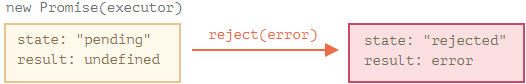 new Promise(executor)
state: "pending"
result: undefined
reject(error)
state: "rejected"
result: error